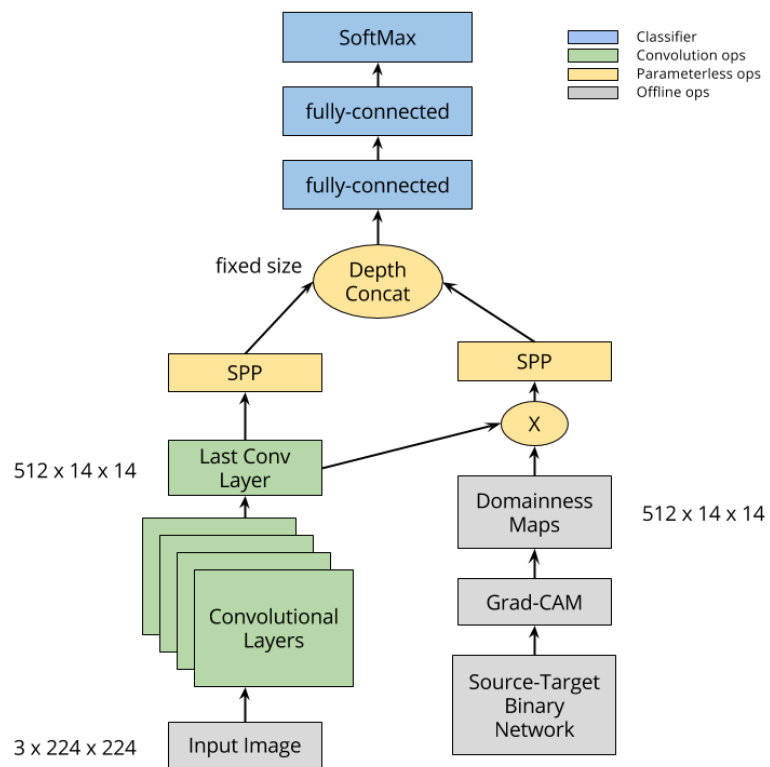 SoftMax
Classifier
Convolution ops
Parameterless ops
Offline ops
fully-connected
fully-connected
fixed size
Depth
Concat
SPP
SPP
X
Last Conv
Layer
512 x 14 x 14
Domainness
Maps
512 x 14 x 14
Convolutional
Layers
Grad-CAM
Source-Target
Binary
Network
Input Image
3 x 224 x 224